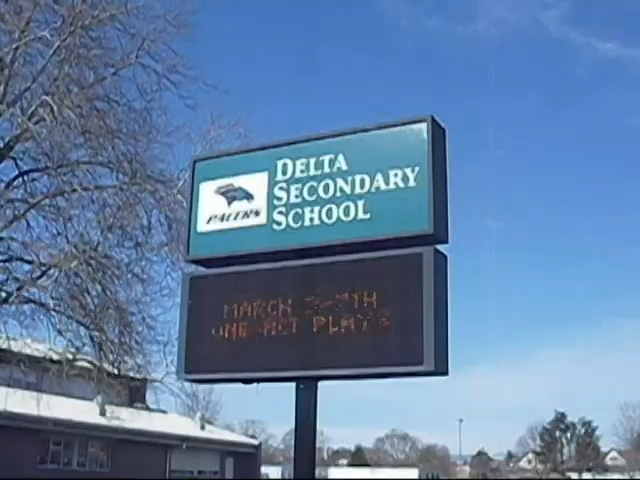 DELTA
SECONDARY
SCHOOL
PACERS
MARCH
ONE-ACT PLAYS